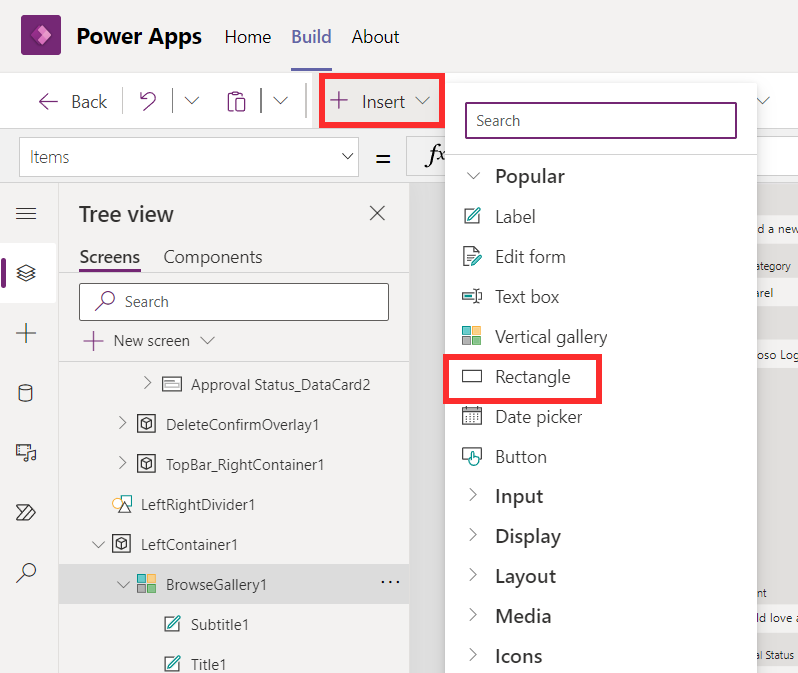 Power Apps Home Build About
Back Insert
Items = fx
Search
Popular
Label
Edit form
Text box
Vertical gallery
Rectangle
Date picker
Button
Input
Display
Layout
Media
Icons
Tree view
Screens Components
Search
New screen
Approval Status_DataCard2
DeleteConfirmOverlay1
TopBar_RightContainer1
LeftRightDivider1
LeftContainer1
BrowseGallery1 ...
Subtitle1
Title1
d a new
ategory
arel
oso Log
nt
ld love a
al Status